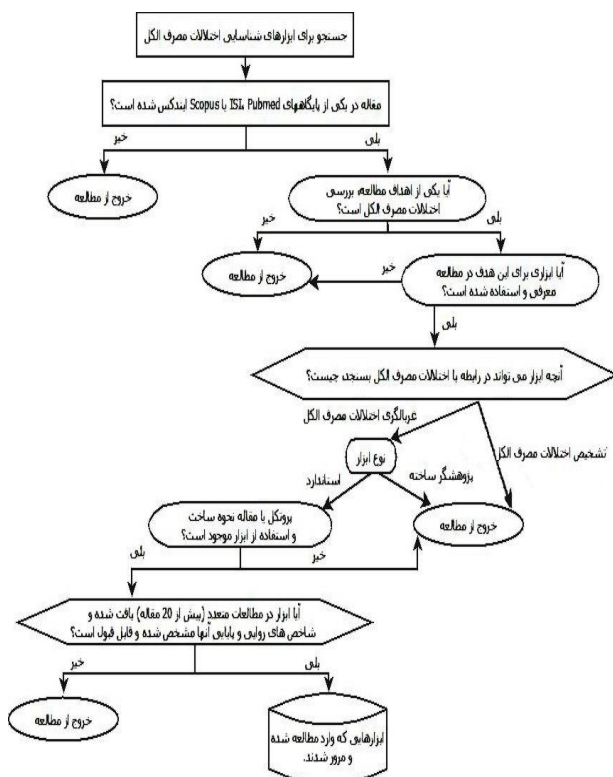 جستجو برای ابزارهای شناسایی اختلالات مصرف الکل
مقاله در یکی از پایگاههای ISI، Pubmed یا Scopus ایندکس شده است؟
خیر
بلی
خروج از مطالعه
آیا یکی از اهداف مطالعه، بررسی
اختلالات مصرف الکل است؟
خیر
بلی
خروج از مطالعه
خیر
آیا ابزاری برای این هدف در مطالعه
معرفی و استفاده شده است؟
بلی
آنچه ابزار می تواند در رابطه با اختلالات مصرف الکل بسنجد، چیست؟
غربالگری اختلالات مصرف الکل
تشخیص اختلالات مصرف الکل
نوع ابزار
استاندارد
پژوهشگر ساخته
خروج از مطالعه
پروتکل یا مقاله نحوه ساخت
و استفاده از ابزار موجود است؟
بلی
خیر
آیا ابزار در مطالعات متعدد (بیش از 20 مقاله) یافت شده و
شاخص های روایی و پایایی آنها مشخص شده و قابل قبول است؟
خیر
بلی
خروج از مطالعه
ابزارهایی که وارد مطالعه شده
و مرور شدند.